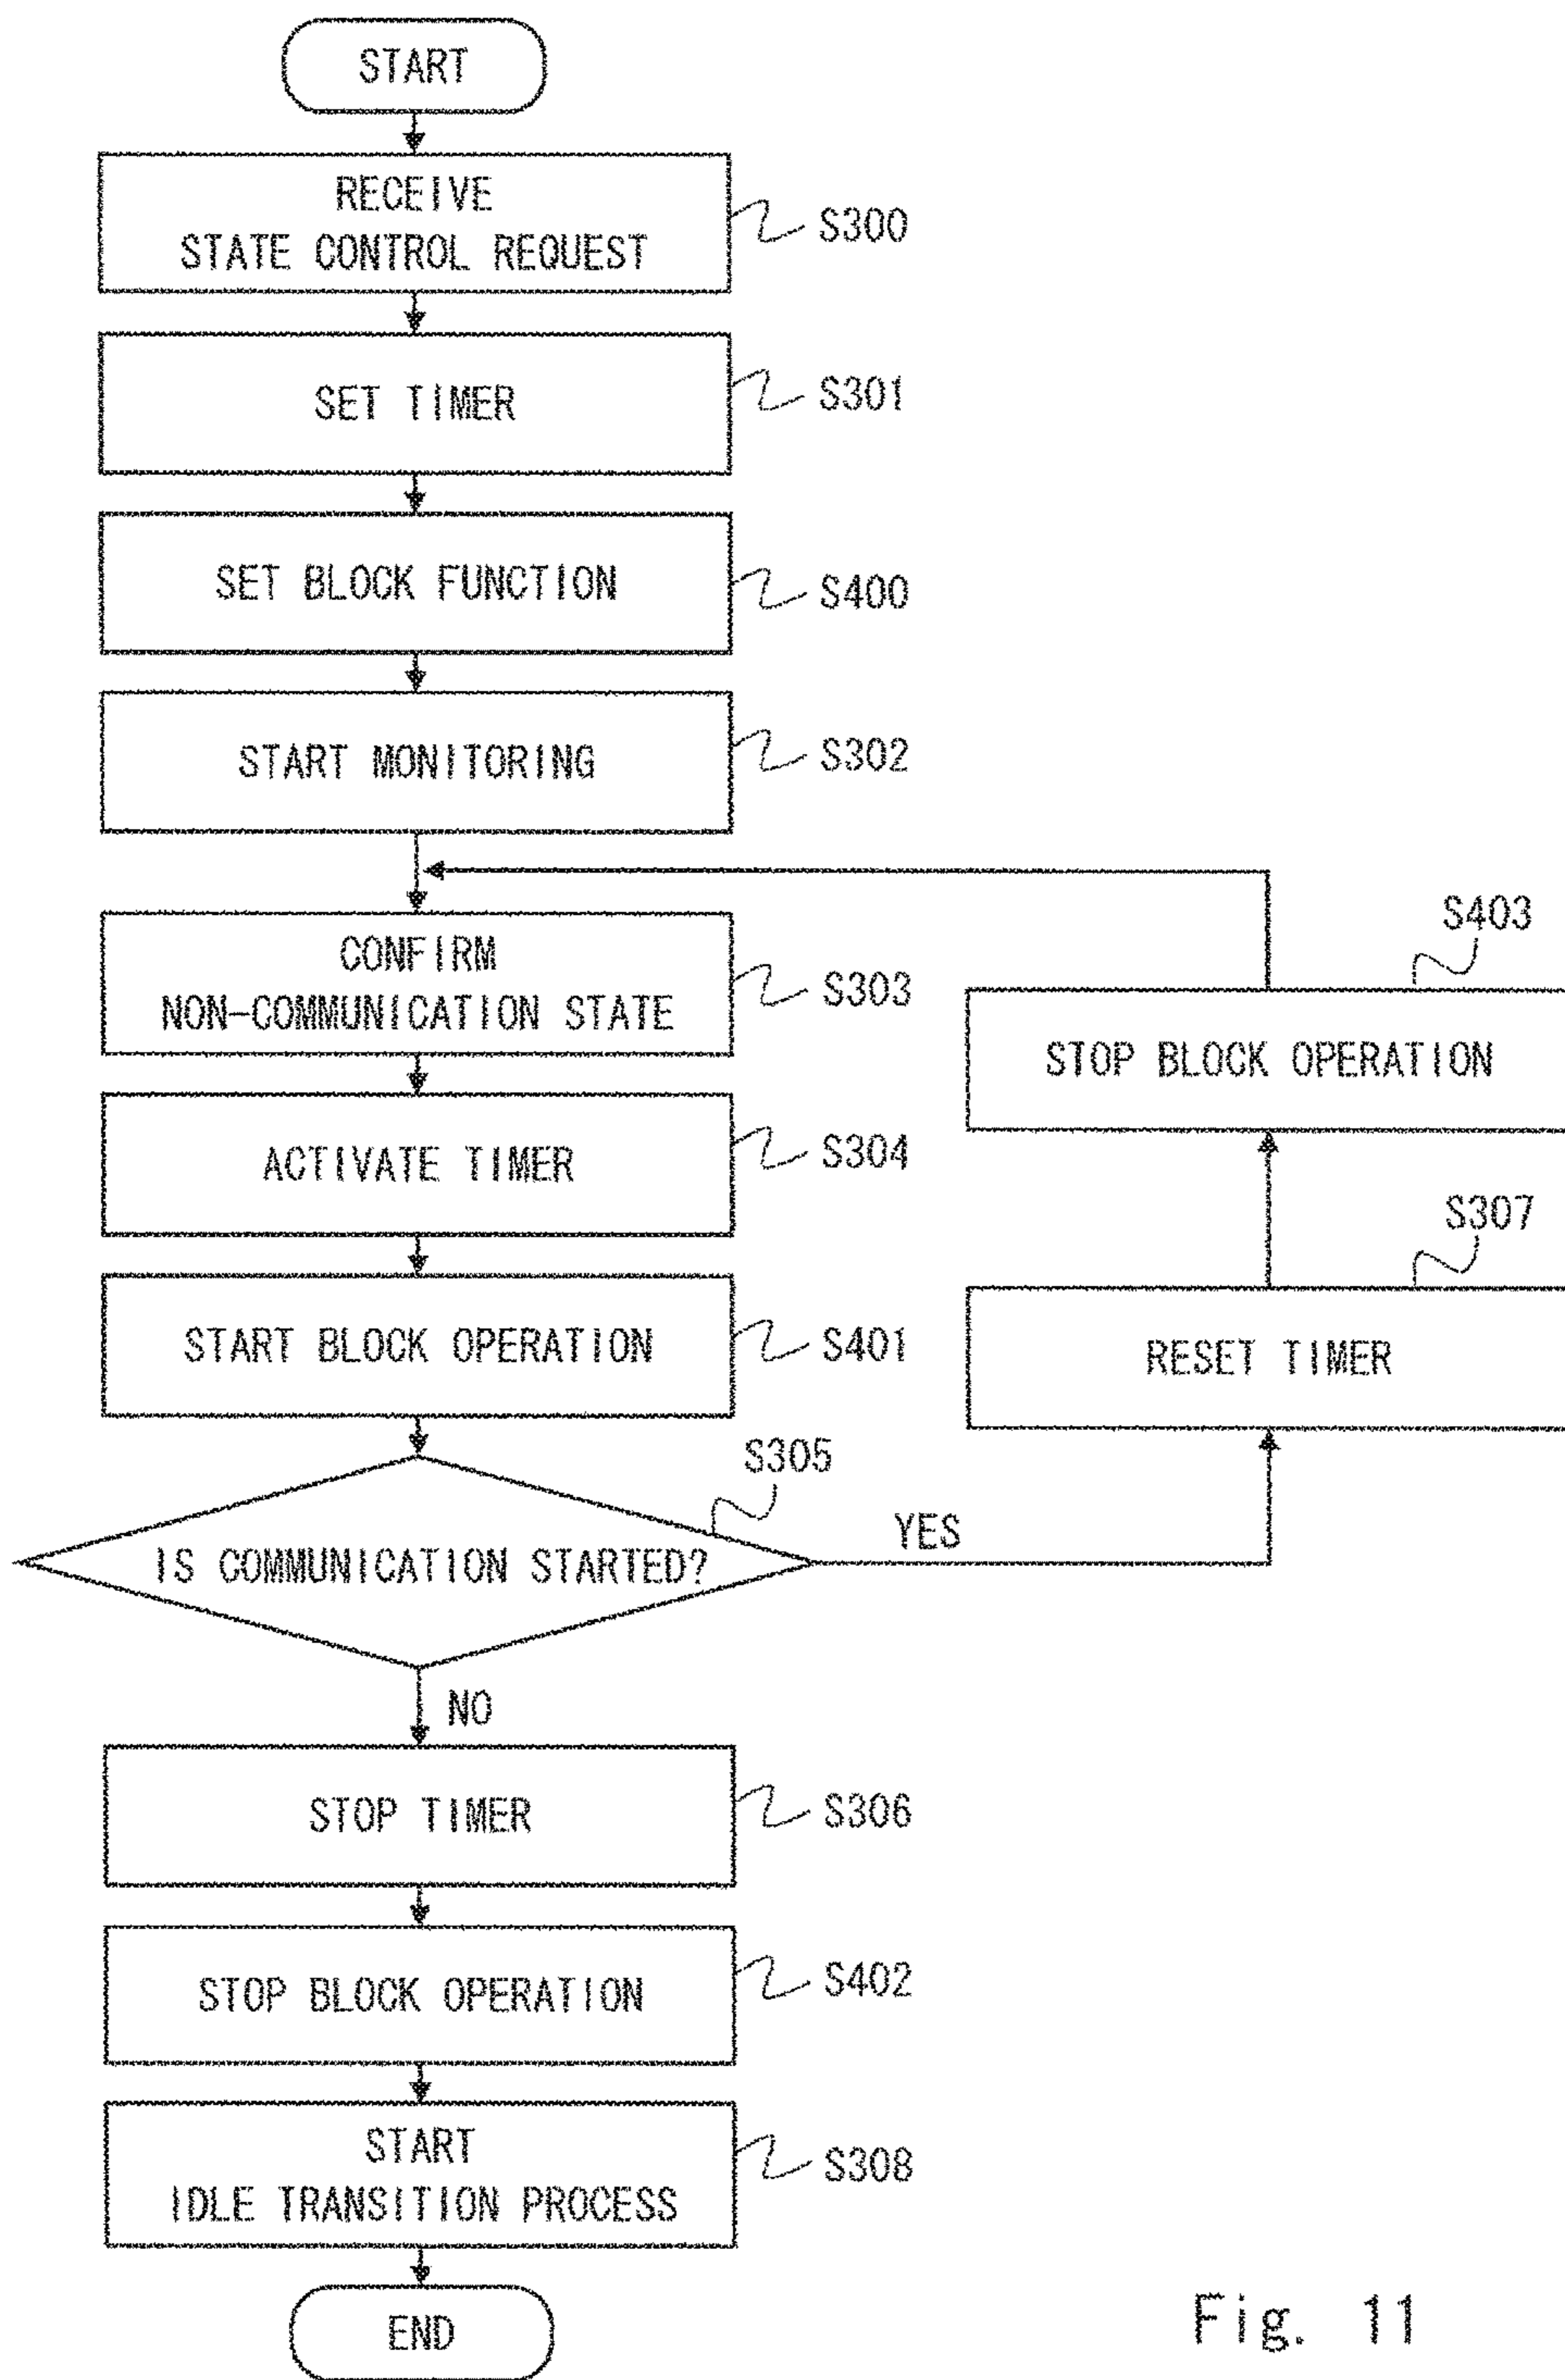 START
RECEIVE
STATE CONTROL REQUEST
S300
SET TIMER
S301
SET BLOCK FUNCTION
S400
START MONITORING
S302
CONFIRM
NON-COMMUNICATION STATE
S303
S403
STOP BLOCK OPERATION
ACTIVATE TIMER
S304
S307
RESET TIMER
START BLOCK OPERATION
S401
S305
IS COMMUNICATION STARTED?
YES
NO
STOP TIMER
S306
STOP BLOCK OPERATION
S402
START
IDLE TRANSITION PROCESS
S308
END
Fig. 11